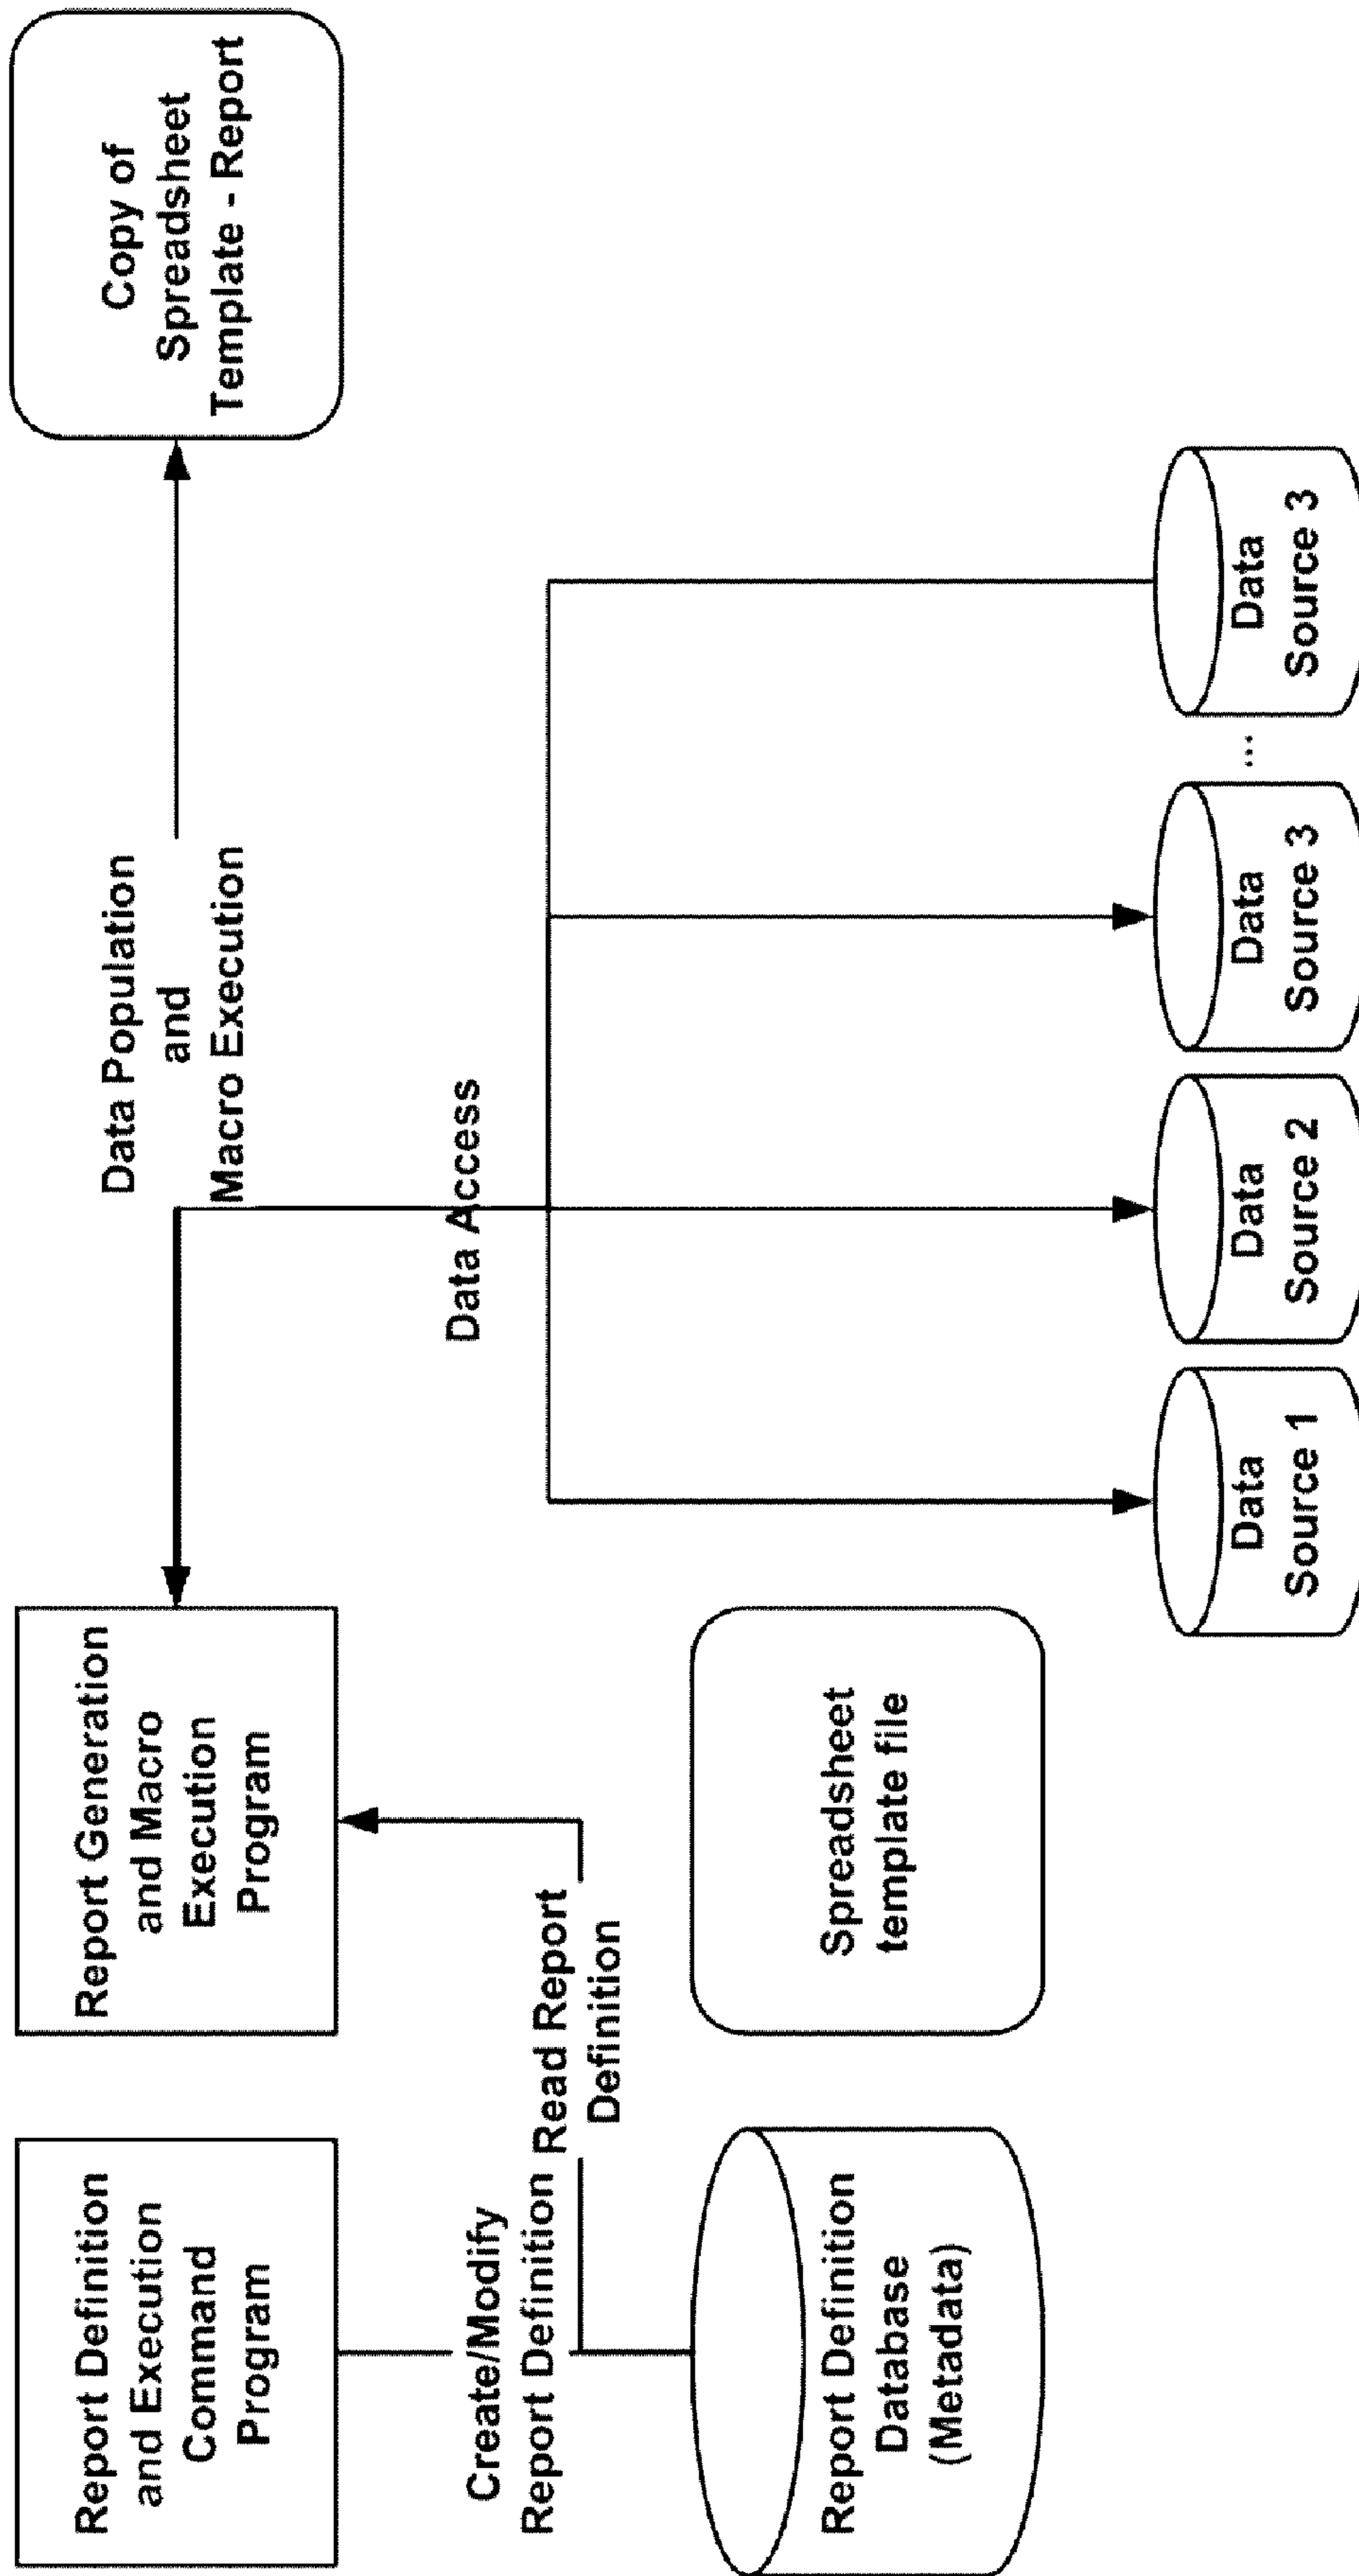 Report Definition
and Execution
Command
Program
Report Generation
and Macro
Execution
Program
Data Population
and
Macro Execution
Copy of
Spreadsheet
Template - Report
Create/Modify
Report Definition
Read Report
Definition
Data Access
Report Definition
Database
(Metadata)
Spreadsheet
template file
Data
Source 1
Data
Source 2
Data
Source 3
...
Data
Source 3